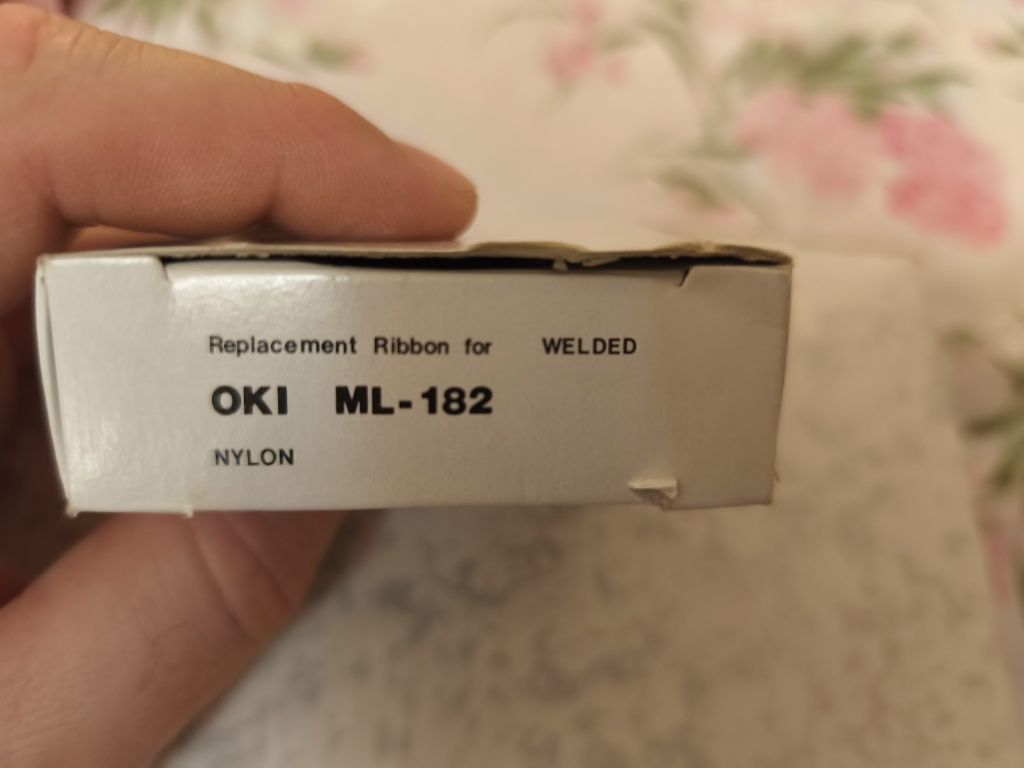 Replacement Ribbon for WELDED
OKI ML-182
NYLON